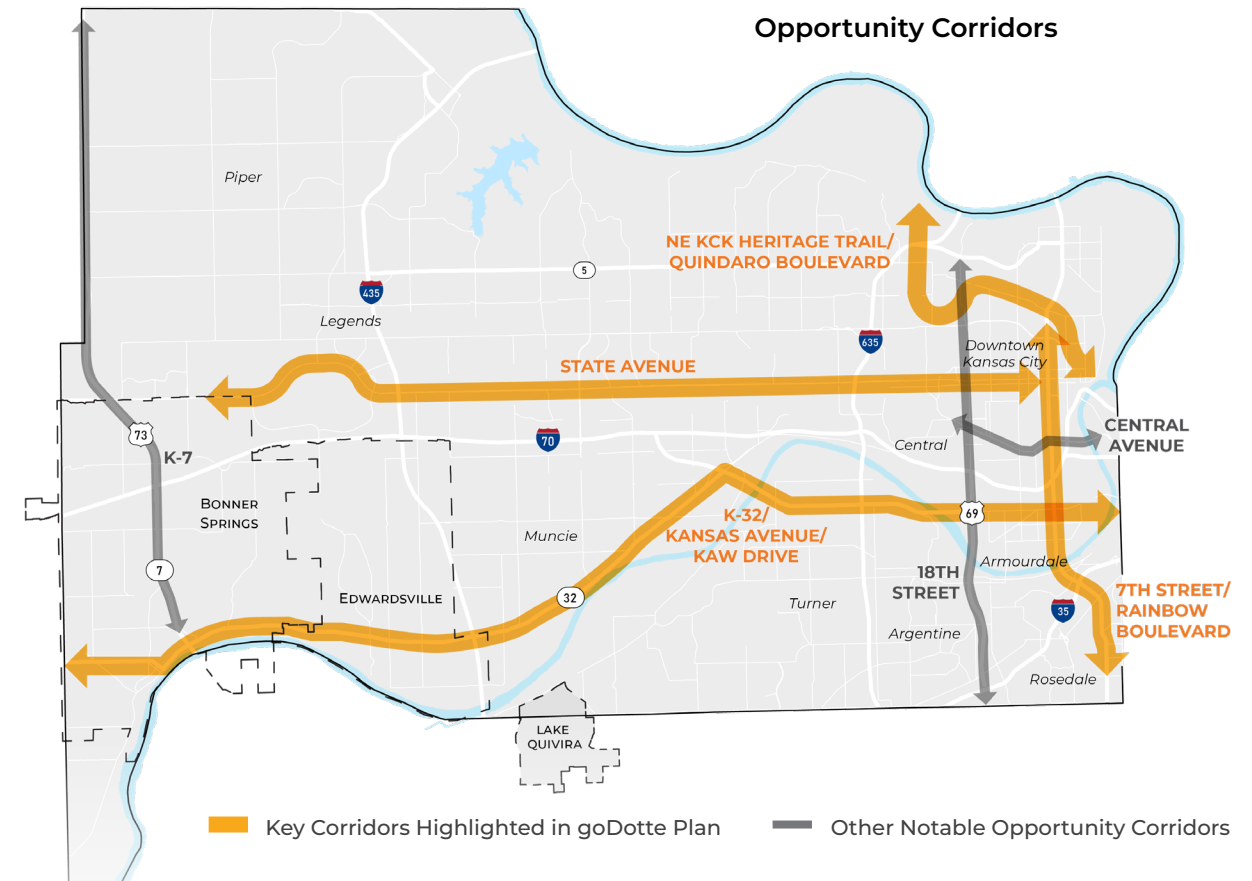 Opportunity Corridors
Piper
NE KCK HERITAGE TRAIL/
QUINDARO BOULEVARD
5
435
Legends
635
Downtown
Kansas City
STATE AVENUE
73
K-7
70
Central
CENTRAL
AVENUE
BONNER
SPRINGS
Muncie
K-32/
KANSAS AVENUE/
KAW DRIVE
69
Armourdale
7
EDWARDSVILLE
32
Turner
18TH
STREET
35
7TH STREET/
RAINBOW
BOULEVARD
Argentine
Rosedale
LAKE
QUIVIRA
Key Corridors Highlighted in goDotte Plan
Other Notable Opportunity Corridors